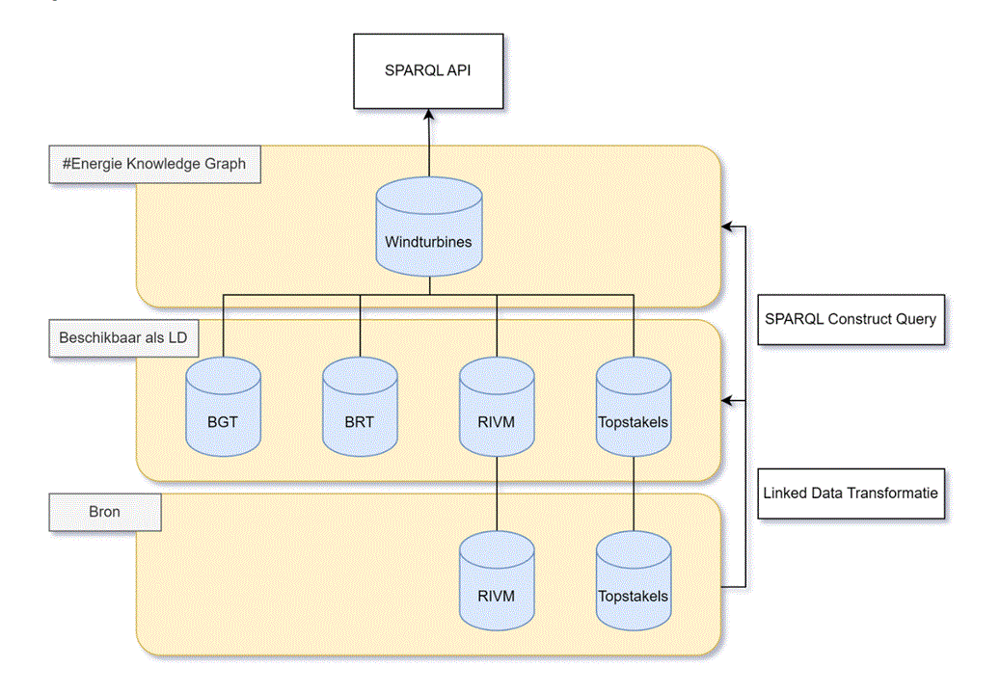 SPARQL API
#Energie Knowledge Graph
Windturbines
SPARQL Construct Query
Beschikbaar als LD
BGT
BRT
RIVM
Topstakels
Linked Data Transformatie
Bron
RIVM
Topstakels